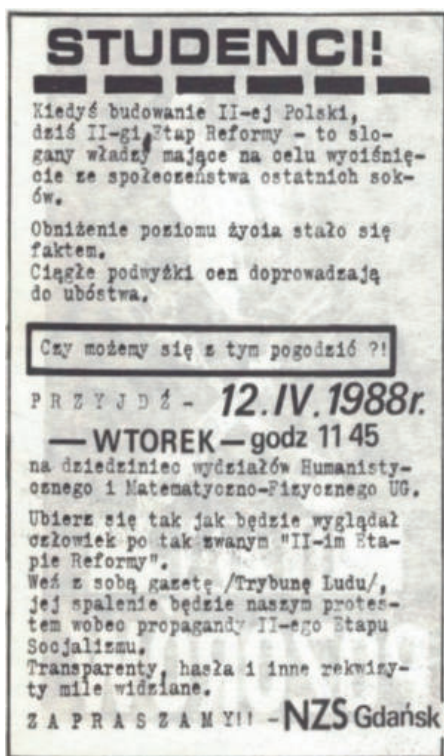 STUDENCI!
Kiedyś budowanie II-ej Polski,
dziś II-gi Etap Reformy - to slo-
gany władzy mające na celu wyciśnię-
cie ze społeczeństwa ostatnich sok-
ów.
Obniżenie poziomu życia stało się
faktem.
Ciągłe podwyżki cen doprowadzają
do ubóstwa.
Czy możemy się z tym pogodzić ?!
PRZYJDŹ - 12.IV.1988r.
— WTOREK — godz 11 45
na dziedziniec wydziałów Humanisty-
cznego i Matematyczno-Fizycznego UG.
Ubierz się tak jak będzie wyglądał
człowiek po tak zwanym "II-im Eta-
pie Reformy".
Weź z sobą gazetę /Trybunę Ludu/,
jej spalenie będzie naszym protes-
tem wobec propagandy II-ego Etapu
Socjalizmu.
Transparenty, hasła i inne rekwizy-
ty mile widziane.
ZAPRASZAMY!! - NZS Gdańsk